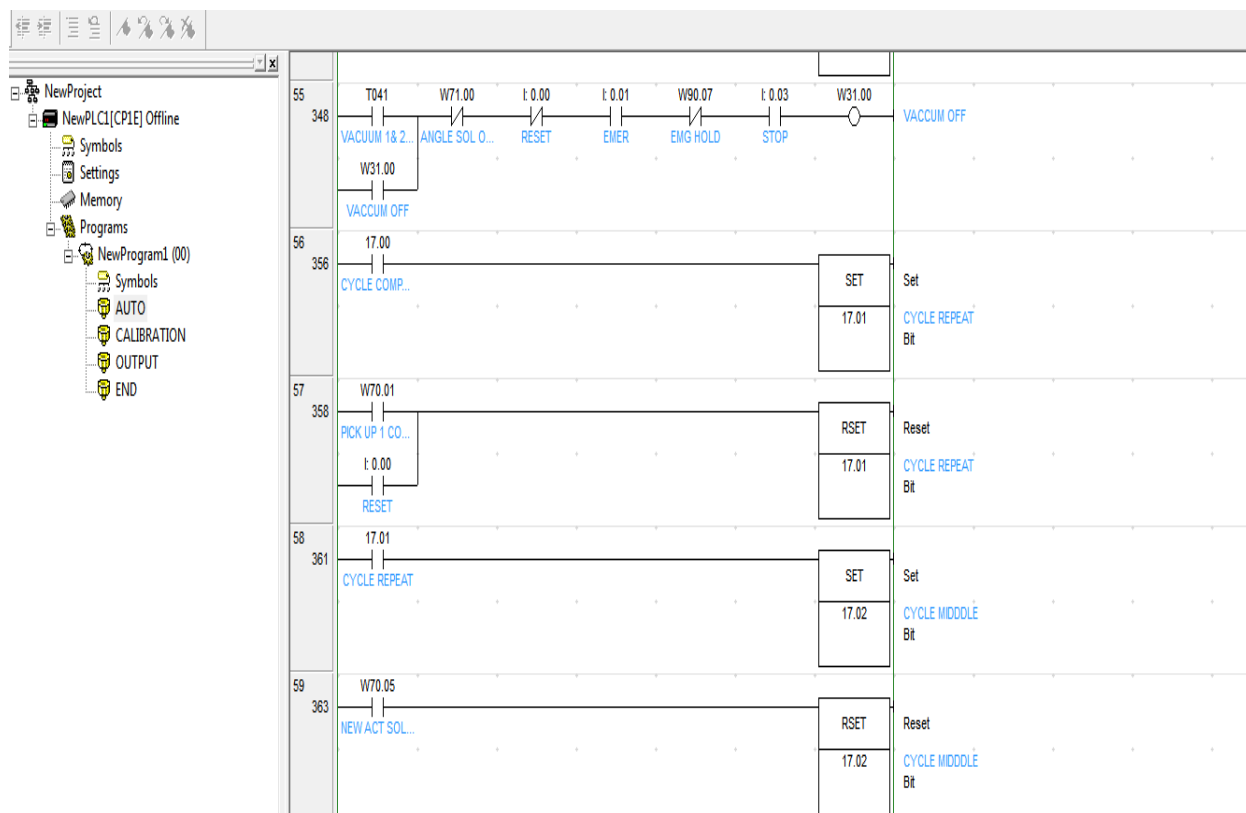 NewProject
NewPLC1[CP1E] Offline
Symbols
Settings
Memory
Programs
NewProgram1 (00)
Symbols
AUTO
CALIBRATION
OUTPUT
END
55
348
T041
W71.00
I: 0.00
I: 0.01
W90.07
I: 0.03
W31.00
VACUUM 1& 2...
ANGLE SOL O...
RESET
EMER
EMG HOLD
STOP
VACCUM OFF
W31.00
VACCUM OFF
56
356
17.00
CYCLE COMP...
SET
Set
17.01
CYCLE REPEAT
Bit
57
358
W70.01
PICK UP 1 CO...
RSET
Reset
I: 0.00
17.01
CYCLE REPEAT
RESET
Bit
58
361
17.01
CYCLE REPEAT
SET
Set
17.02
CYCLE MIDDDLE
Bit
59
363
W70.05
NEW ACT SOL...
RSET
Reset
17.02
CYCLE MIDDDLE
Bit